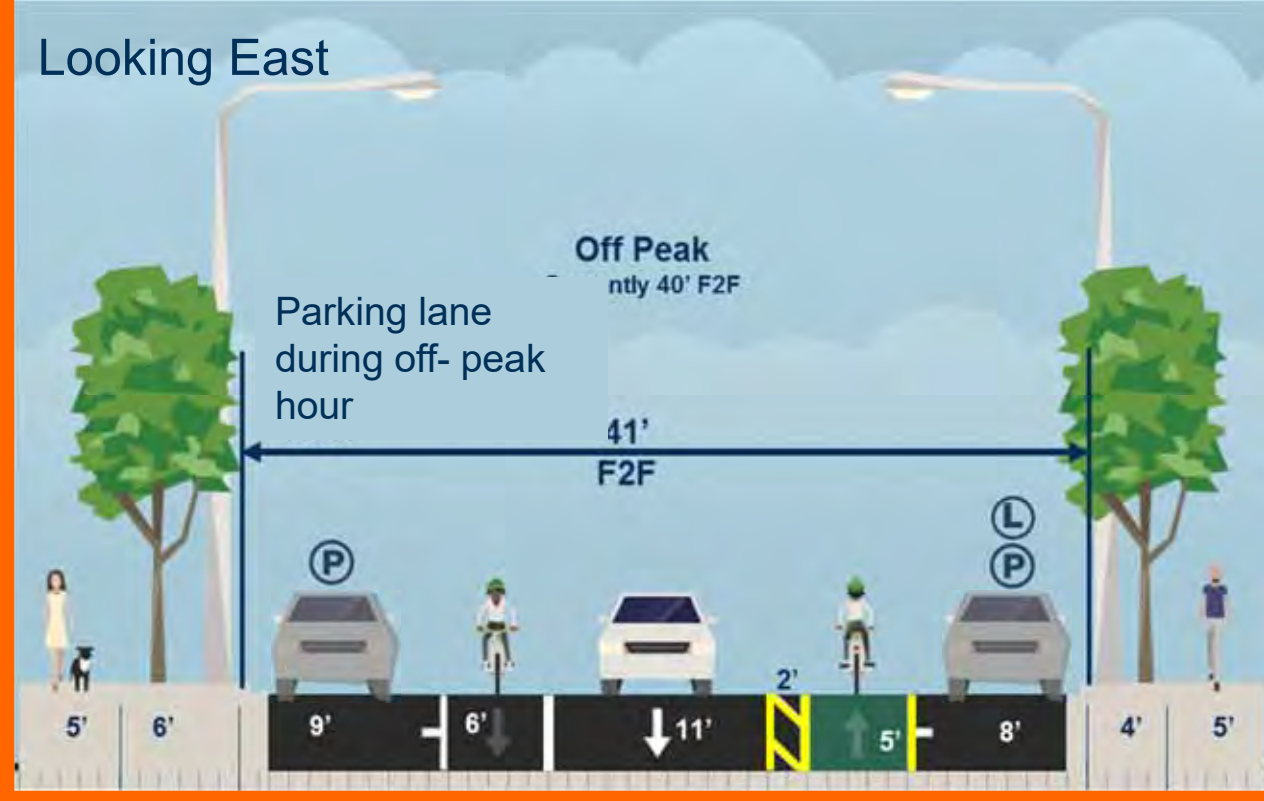 Looking East
Off Peak
ntly 40' F2F
Parking lane
during off- peak
hour
41'
F2F
P
L
P
2'
5' 6' 9' 6' 11' 5' 8' 4' 5'